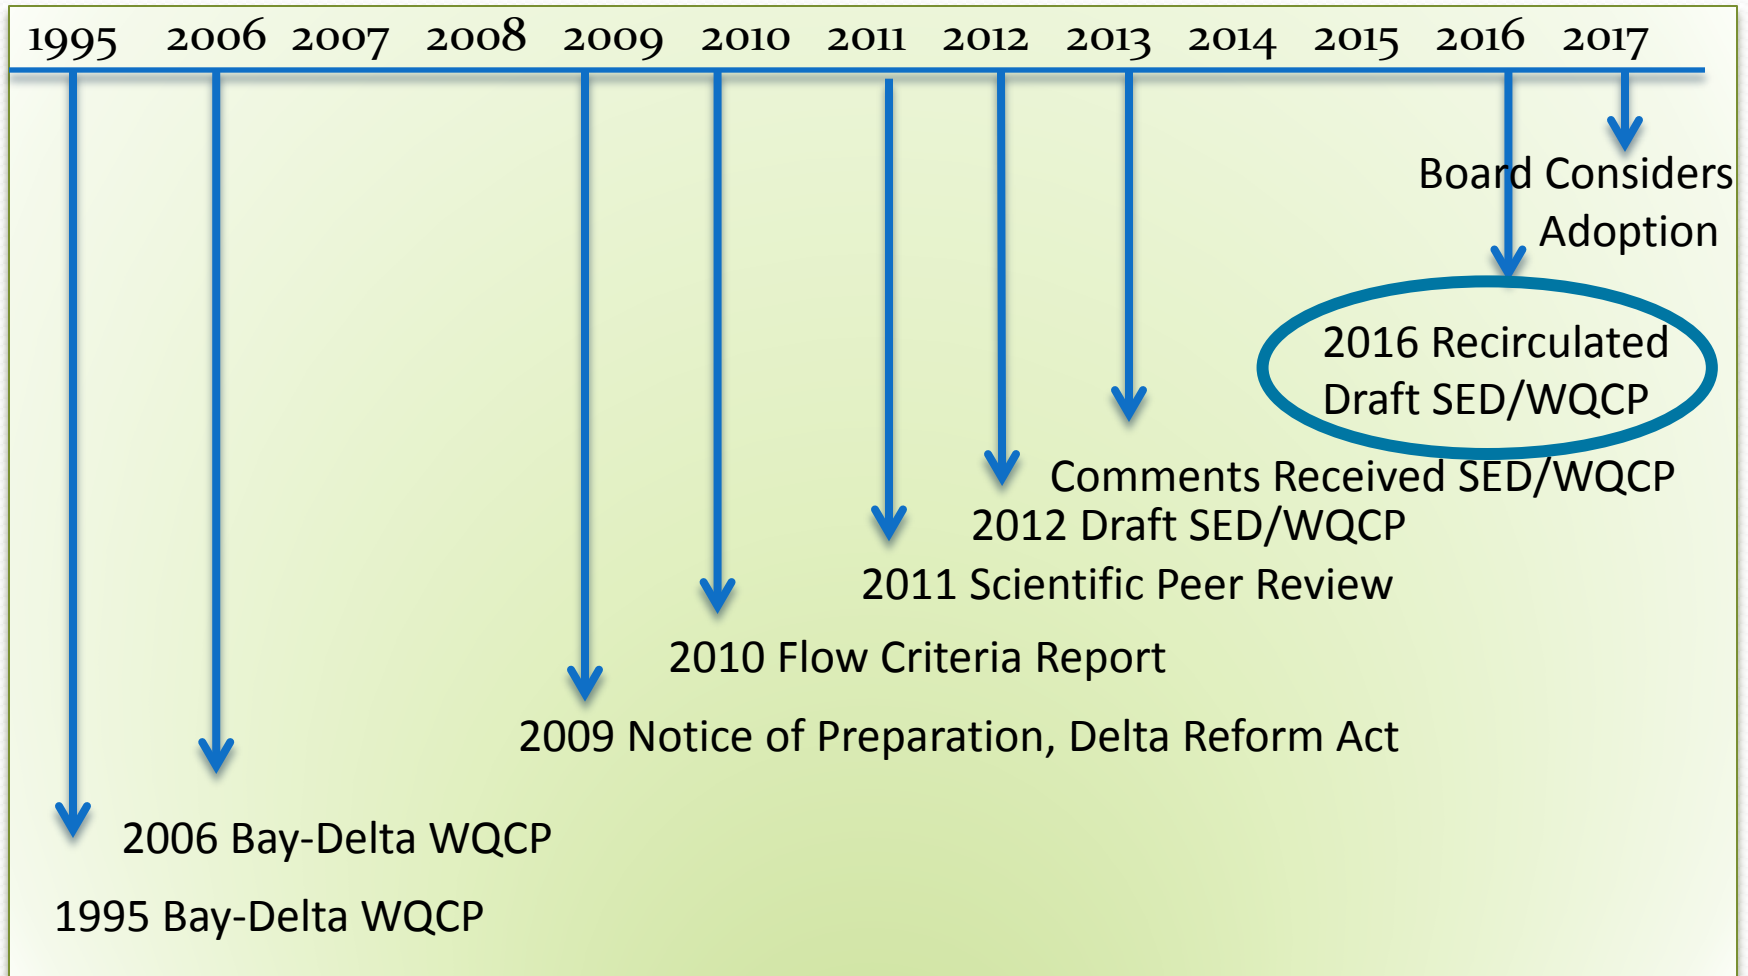 1995 2006 2007 2008 2009 2010 2011 2012 2013 2014 2015 2016 2017
Board Considers
Adoption
2016 Recirculated
Draft SED/WQCP
Comments Received SED/WQCP
2012 Draft SED/WQCP
2011 Scientific Peer Review
2010 Flow Criteria Report
2009 Notice of Preparation, Delta Reform Act
2006 Bay-Delta WQCP
1995 Bay-Delta WQCP